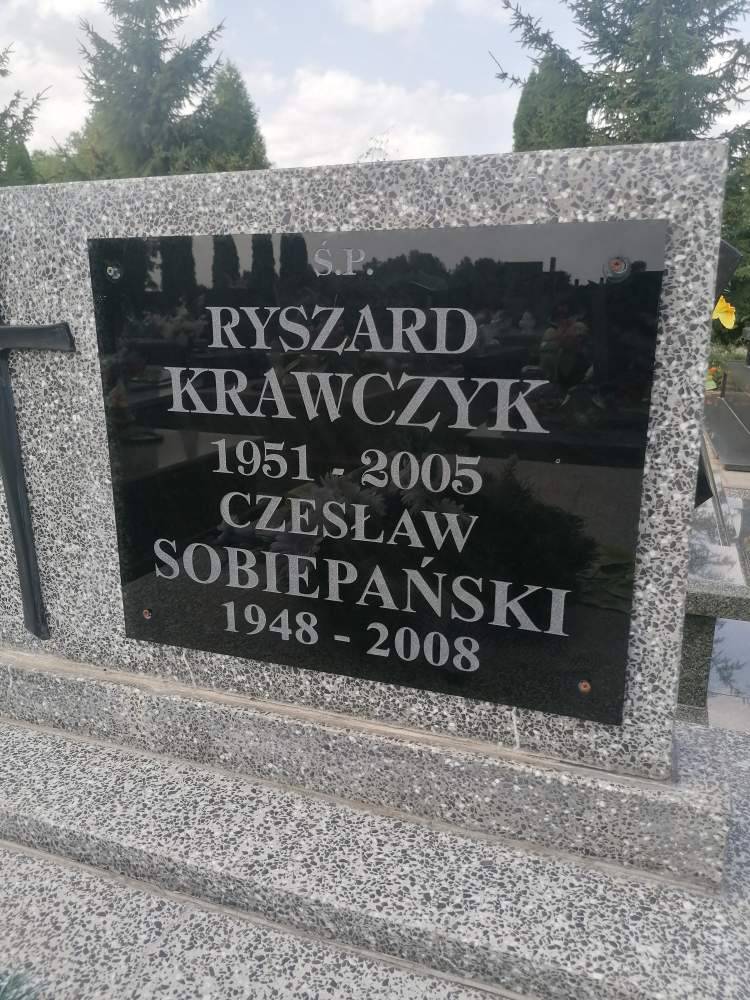 Ś.P.
RYSZARD
KRAWCZYK
1951 - 2005
CZESŁAW
SOBIEPAŃSKI
1948 - 2008